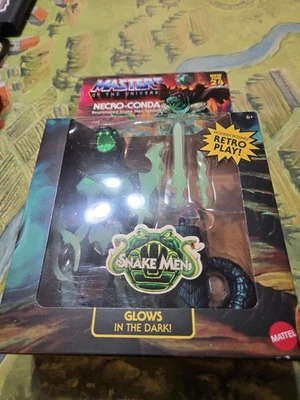 MASTERS
OF THE UNIVERSE
NECRO-CONDA
6+
RETRO
PLAY!
SNAKE MEN
GLOWS
IN THE DARK!
MATTEL